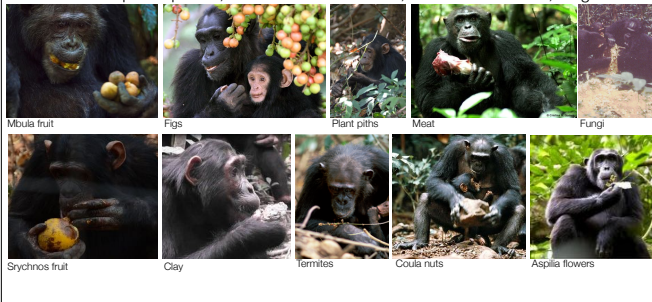 Mbula fruit
Figs
Plant piths
Meat
Fungi
Srychnos fruit
Clay
Termites
Coula nuts
Aspilia flowers